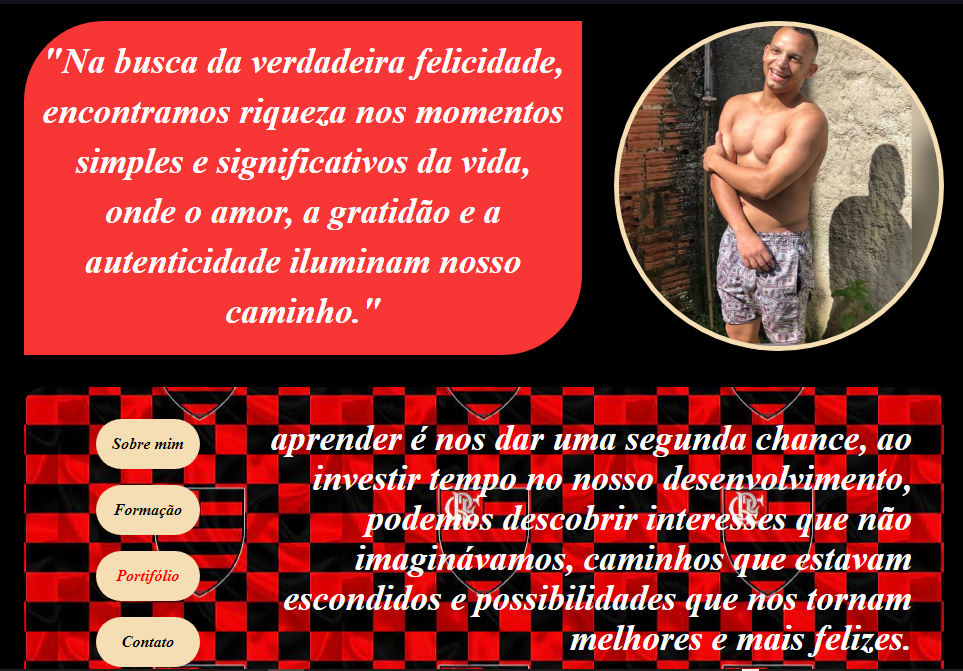 "Na busca da verdadeira felicidade,
encontramos riqueza nos momentos
simples e significativos da vida,
onde o amor, a gratidão e a
autenticidade iluminam nosso
caminho."
Sobre mim
Formação
Portifólio
Contato
aprender é nos dar uma segunda chance, ao
investir tempo no nosso desenvolvimento,
podemos descobrir interesses que não
imaginávamos, caminhos que estavam
escondidos e possibilidades que nos tornam
melhores e mais felizes.